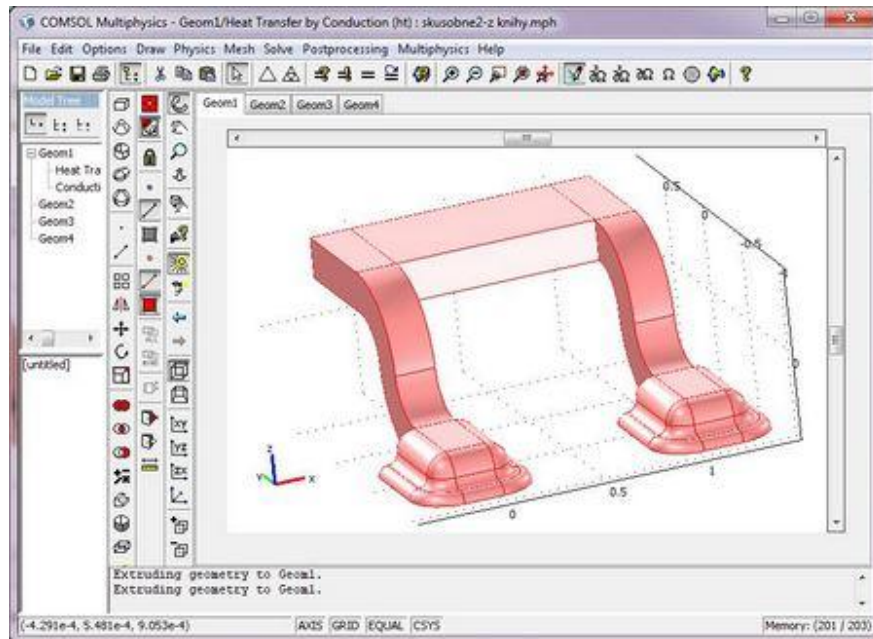 COMSOL Multiphysics - Geom1/Heat Transfer by Conduction (ht) : skusobne2-z knihy.mph
File Edit Options Draw Physics Mesh Solve Postprocessing Multiphysics Help
Model Tree
Geom1 Geom2 Geom3 Geom4
Geom1
Heat Tra
Conducti
Geom2
Geom3
Geom4
[untitled]
0.5
0
-0.5
0
z
y
x
0
0.5
1
Extruding geometry to Geom1.
Extruding geometry to Geom1.
(-4.291e-4, 5.481e-4, 9.053e-4) AXIS GRID EQUAL CSYS Memory: (201 / 203)